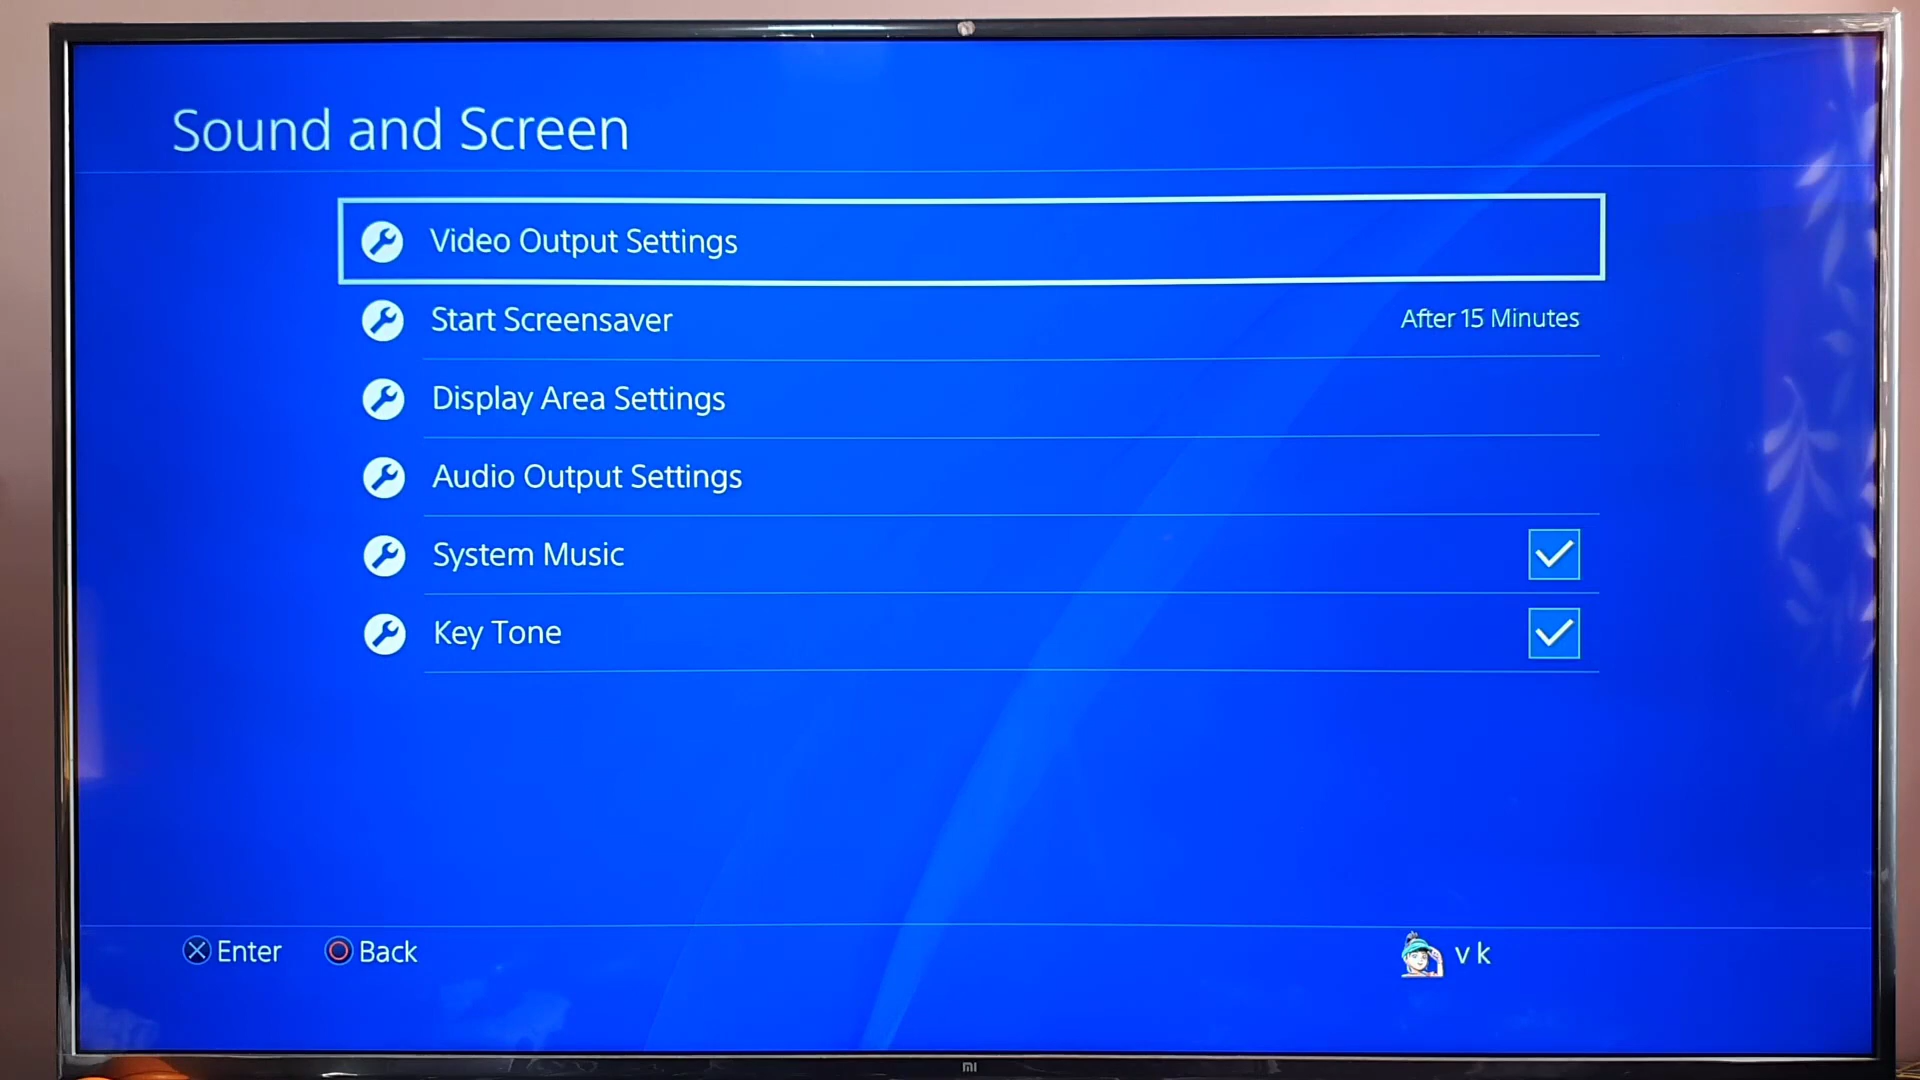 Sound and Screen
Video Output Settings
Start Screensaver After 15 Minutes
Display Area Settings
Audio Output Settings
System Music
Key Tone
Enter Back vk
mi